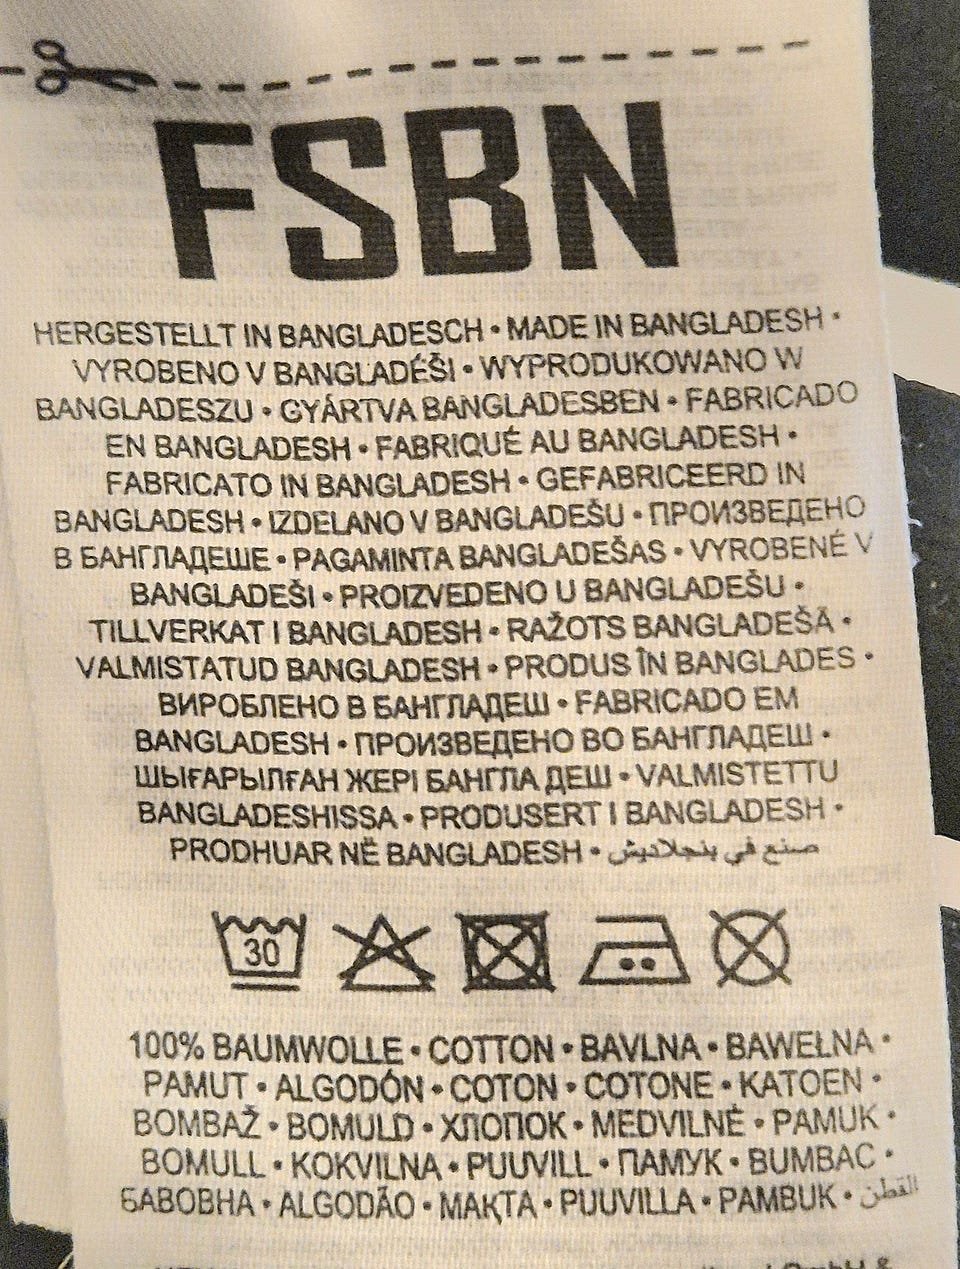 FSBN
HERGESTELLT IN BANGLADESCH • MADE IN BANGLADESH •
VYROBENO V BANGLADÉŠI • WYPRODUKOWANO W
BANGLADESZU • GYÁRTVA BANGLADESBEN • FABRICADO
EN BANGLADESH • FABRIQUÉ AU BANGLADESH •
FABRICATO IN BANGLADESH • GEFABRICEERD IN
BANGLADESH • IZDELANO V BANGLADEŠU • ПРОИЗВЕДЕНО
В БАНГЛАДЕШЕ • PAGAMINTA BANGLADEŠAS • VYROBENÉ V
BANGLADEŠI • PROIZVEDENO U BANGLADEŠU •
TILLVERKAT I BANGLADESH • RAŽOTS BANGLADEŠĀ •
VALMISTATUD BANGLADESH • PRODUS ÎN BANGLADES •
ВИРОБЛЕНО В БАНГЛАДЕШ • FABRICADO EM
BANGLADESH • ПРОИЗВЕДЕНО ВО БАНГЛАДЕШ •
ШЫҒАРЫЛҒАН ЖЕРІ БАНГЛА ДЕШ • VALMISTETTU
BANGLADESHISSA • PRODUSERT I BANGLADESH •
PRODHUAR NË BANGLADESH • صنع في بنجلاديش
30
100% BAUMWOLLE • COTTON • BAVLNA • BAWEŁNA •
PAMUT • ALGODÓN • COTON • COTONE • KATOEN •
BOMBAŽ • BOMULD • ХЛОПОК • MEDVILNĖ • PAMUK •
BOMULL • KOKVILNA • PUUVILL • ПАМУК • BUMBAC •
БАВОВНА • ALGODÃO • МАҚТА • PUUVILLA • PAMBUK • القطن
GmbH &